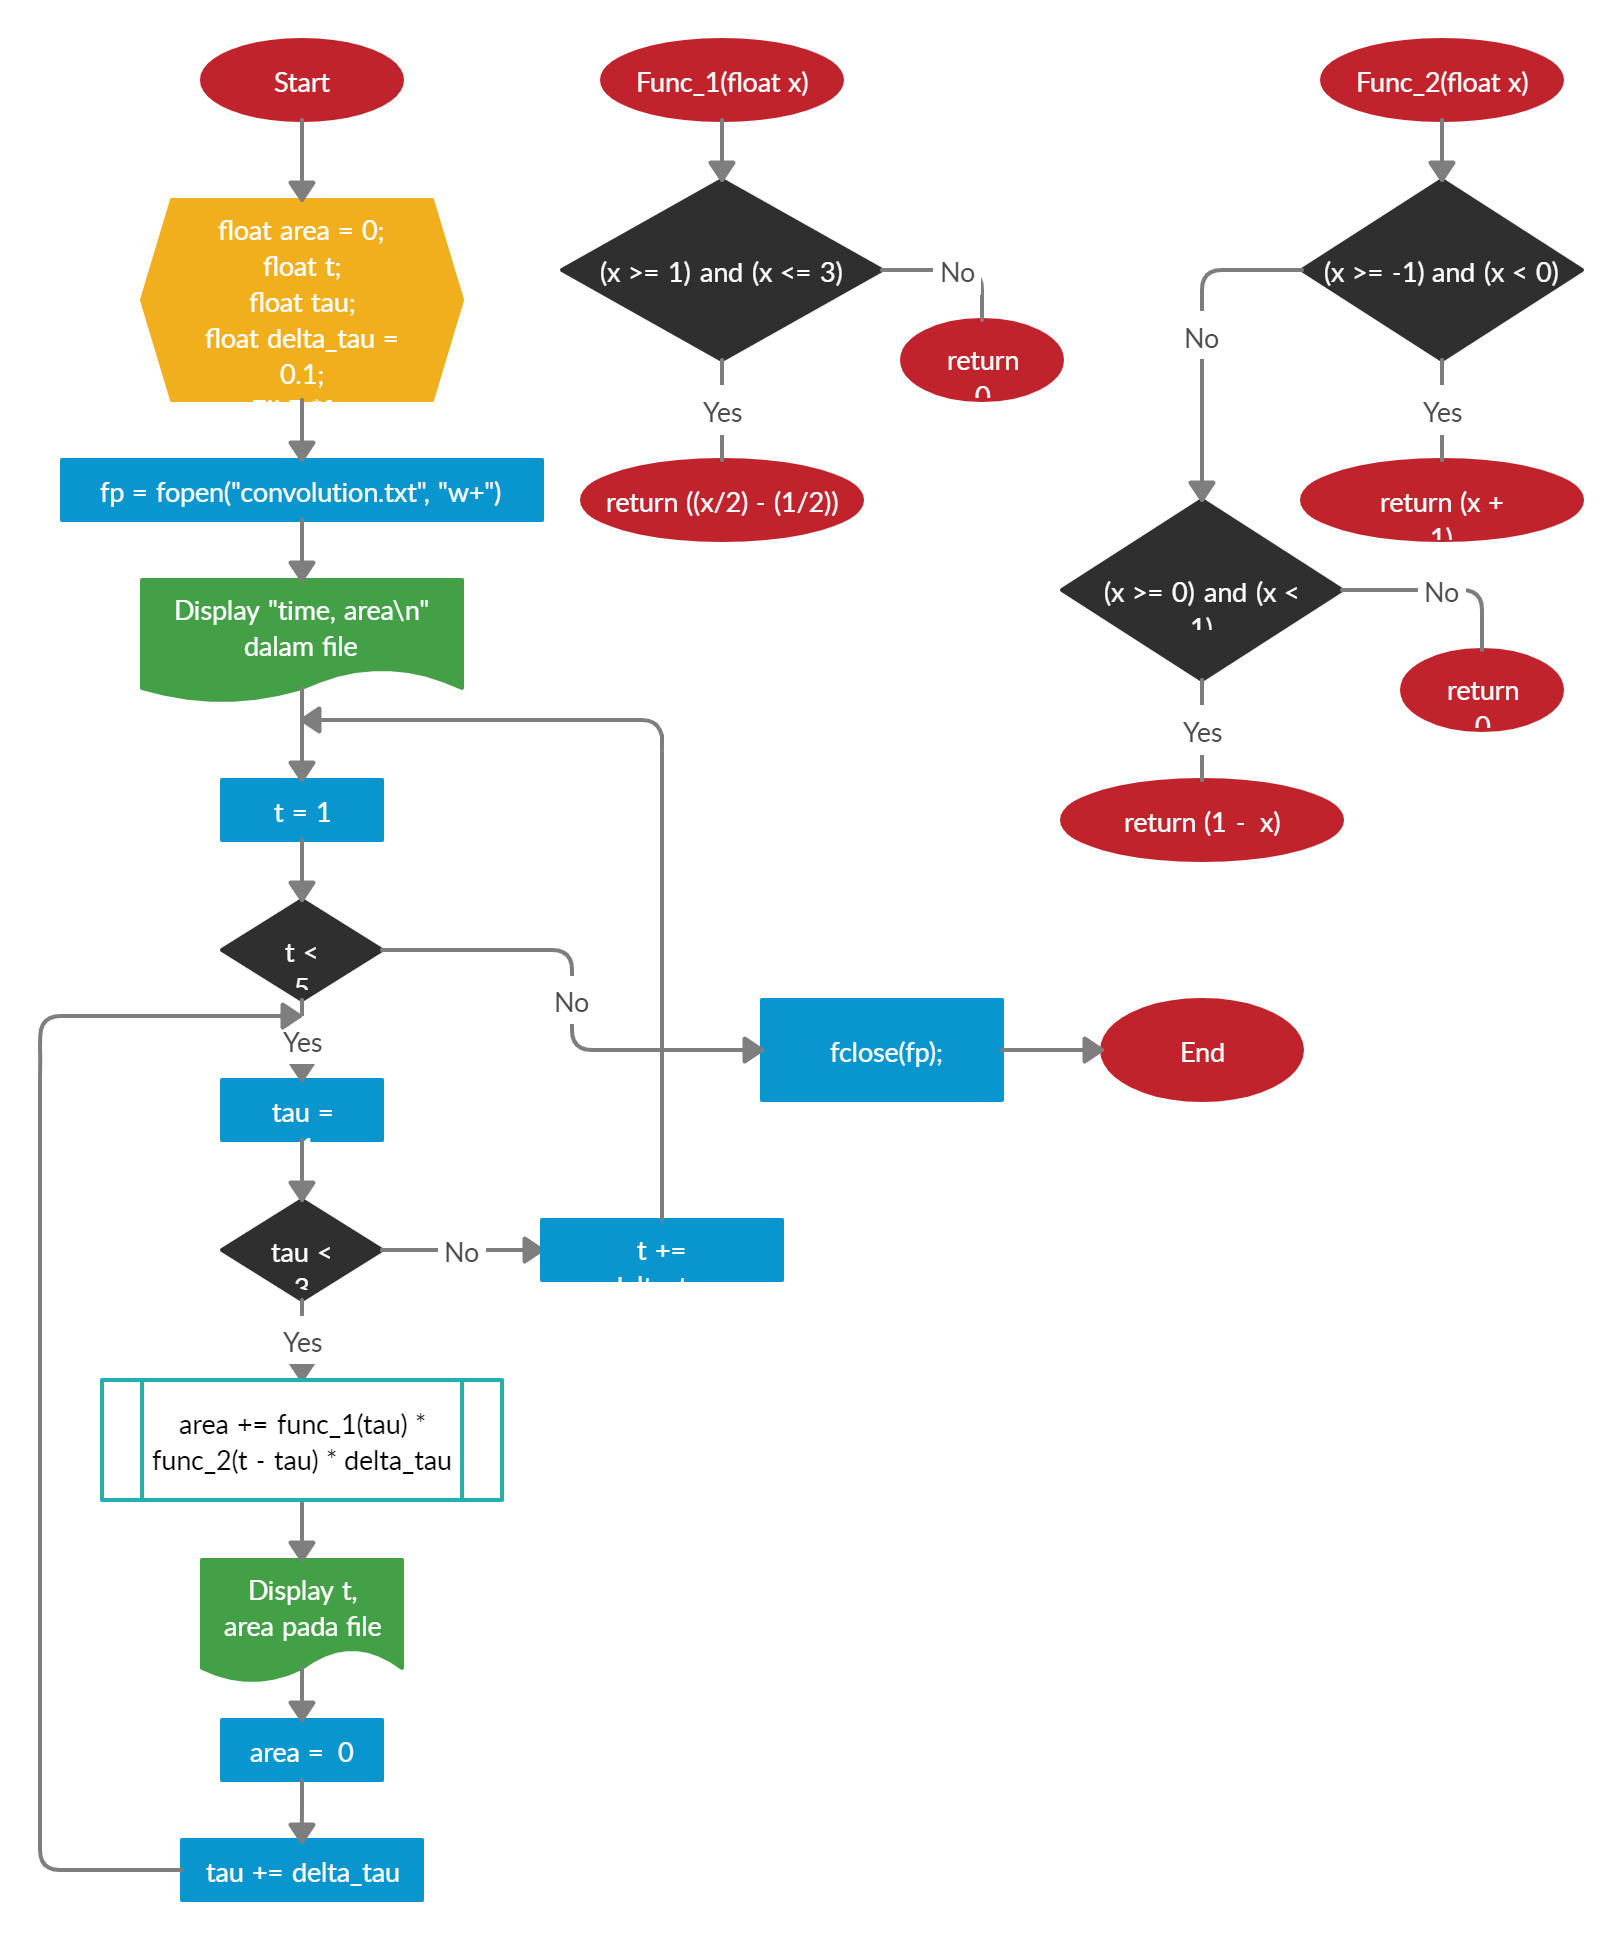 Start
float area = 0;
float t;
float tau;
float delta_tau =
0.1;
fp = fopen("convolution.txt", "w+")
Display "time, area\n"
dalam file
t = 1
t <
5
Yes
No
tau =
tau <
3
No
t +=
Yes
area += func_1(tau) *
func_2(t - tau) * delta_tau
Display t,
area pada file
area = 0
tau += delta_tau
fclose(fp);
End
Func_1(float x)
(x >= 1) and (x <= 3)
No
return
0
Yes
return ((x/2) - (1/2))
Func_2(float x)
(x >= -1) and (x < 0)
No
Yes
return (x +
1)
(x >= 0) and (x <
1)
No
return
0
Yes
return (1 - x)